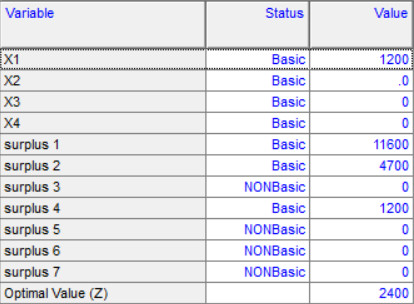 Variable Status Value
X1 Basic 1200
X2 Basic .0
X3 Basic 0
X4 Basic 0
surplus 1 Basic 11600
surplus 2 Basic 4700
surplus 3 NONBasic 0
surplus 4 Basic 1200
surplus 5 NONBasic 0
surplus 6 NONBasic 0
surplus 7 NONBasic 0
Optimal Value (Z) 2400